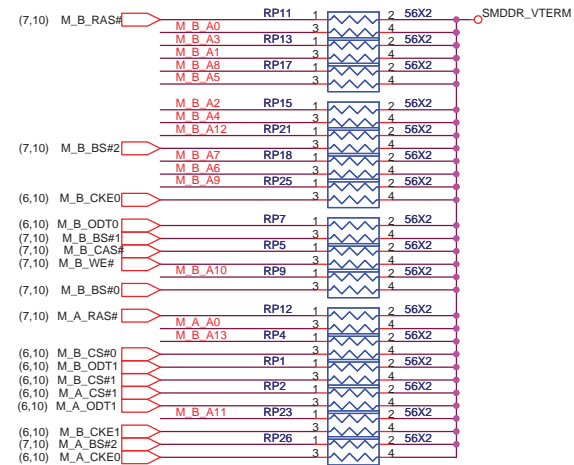 (7,10) M_B_RAS# RP11 1 2 56X2 SMDDR_VTERM
M_B_A0 3 4
M_B_A3 RP13 1 2 56X2
M_B_A1 3 4
M_B_A8 RP17 1 2 56X2
M_B_A5 3 4
M_B_A2 RP15 1 2 56X2
M_B_A4 3 4
M_B_A12 RP21 1 2 56X2
(7,10) M_B_BS#2 3 4
M_B_A7 RP18 1 2 56X2
M_B_A6 3 4
M_B_A9 RP25 1 2 56X2
(6,10) M_B_CKE0 3 4
(6,10) M_B_ODT0 RP7 1 2 56X2
(7,10) M_B_BS#1 3 4
(7,10) M_B_CAS# RP5 1 2 56X2
(7,10) M_B_WE# 3 4
M_B_A10 RP9 1 2 56X2
(7,10) M_B_BS#0 3 4
(7,10) M_A_RAS# RP12 1 2 56X2
M_A_A0 3 4
M_B_A13 RP4 1 2 56X2
(6,10) M_B_CS#0 3 4
(6,10) M_B_ODT1 RP1 1 2 56X2
(6,10) M_B_CS#1 3 4
(6,10) M_A_CS#1 RP2 1 2 56X2
(6,10) M_A_ODT1 3 4
M_B_A11 RP23 1 2 56X2
(6,10) M_B_CKE1 3 4
(7,10) M_A_BS#2 RP26 1 2 56X2
(6,10) M_A_CKE0 3 4